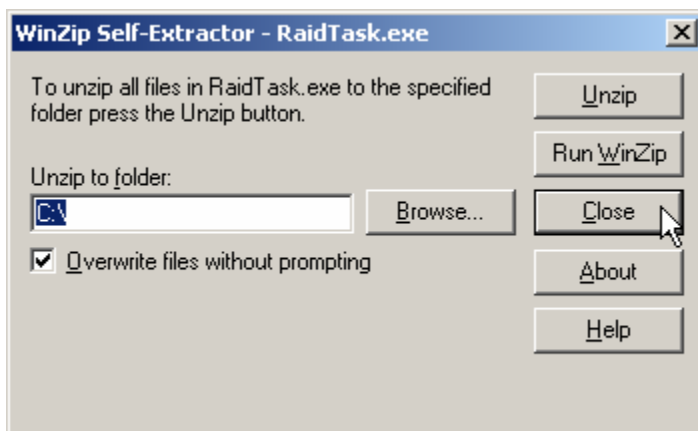 WinZip Self-Extractor - RaidTask.exe
To unzip all files in RaidTask.exe to the specified
folder press the Unzip button.
Unzip to folder:
C:\
Browse...
Overwrite files without prompting
Unzip
Run WinZip
Close
About
Help